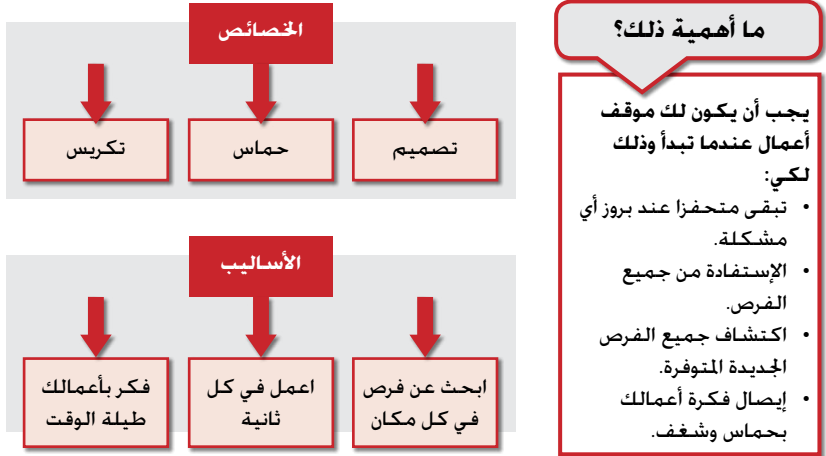 ما أهمية ذلك؟
يجب أن يكون لك موقف
أعمال عندما تبدأ وذلك
لكي:
• تبقى متحفزا عند بروز أي
مشكلة.
• الإستفادة من جميع
الفرص.
• اكتشاف جميع الفرص
الجديدة المتوفرة.
• إيصال فكرة أعمالك
بحماس وشغف.
الخصائص
تصميم
حماس
تكريس
الأساليب
ابحث عن فرص
في كل مكان
اعمل في كل
ثانية
فكر بأعمالك
طيلة الوقت